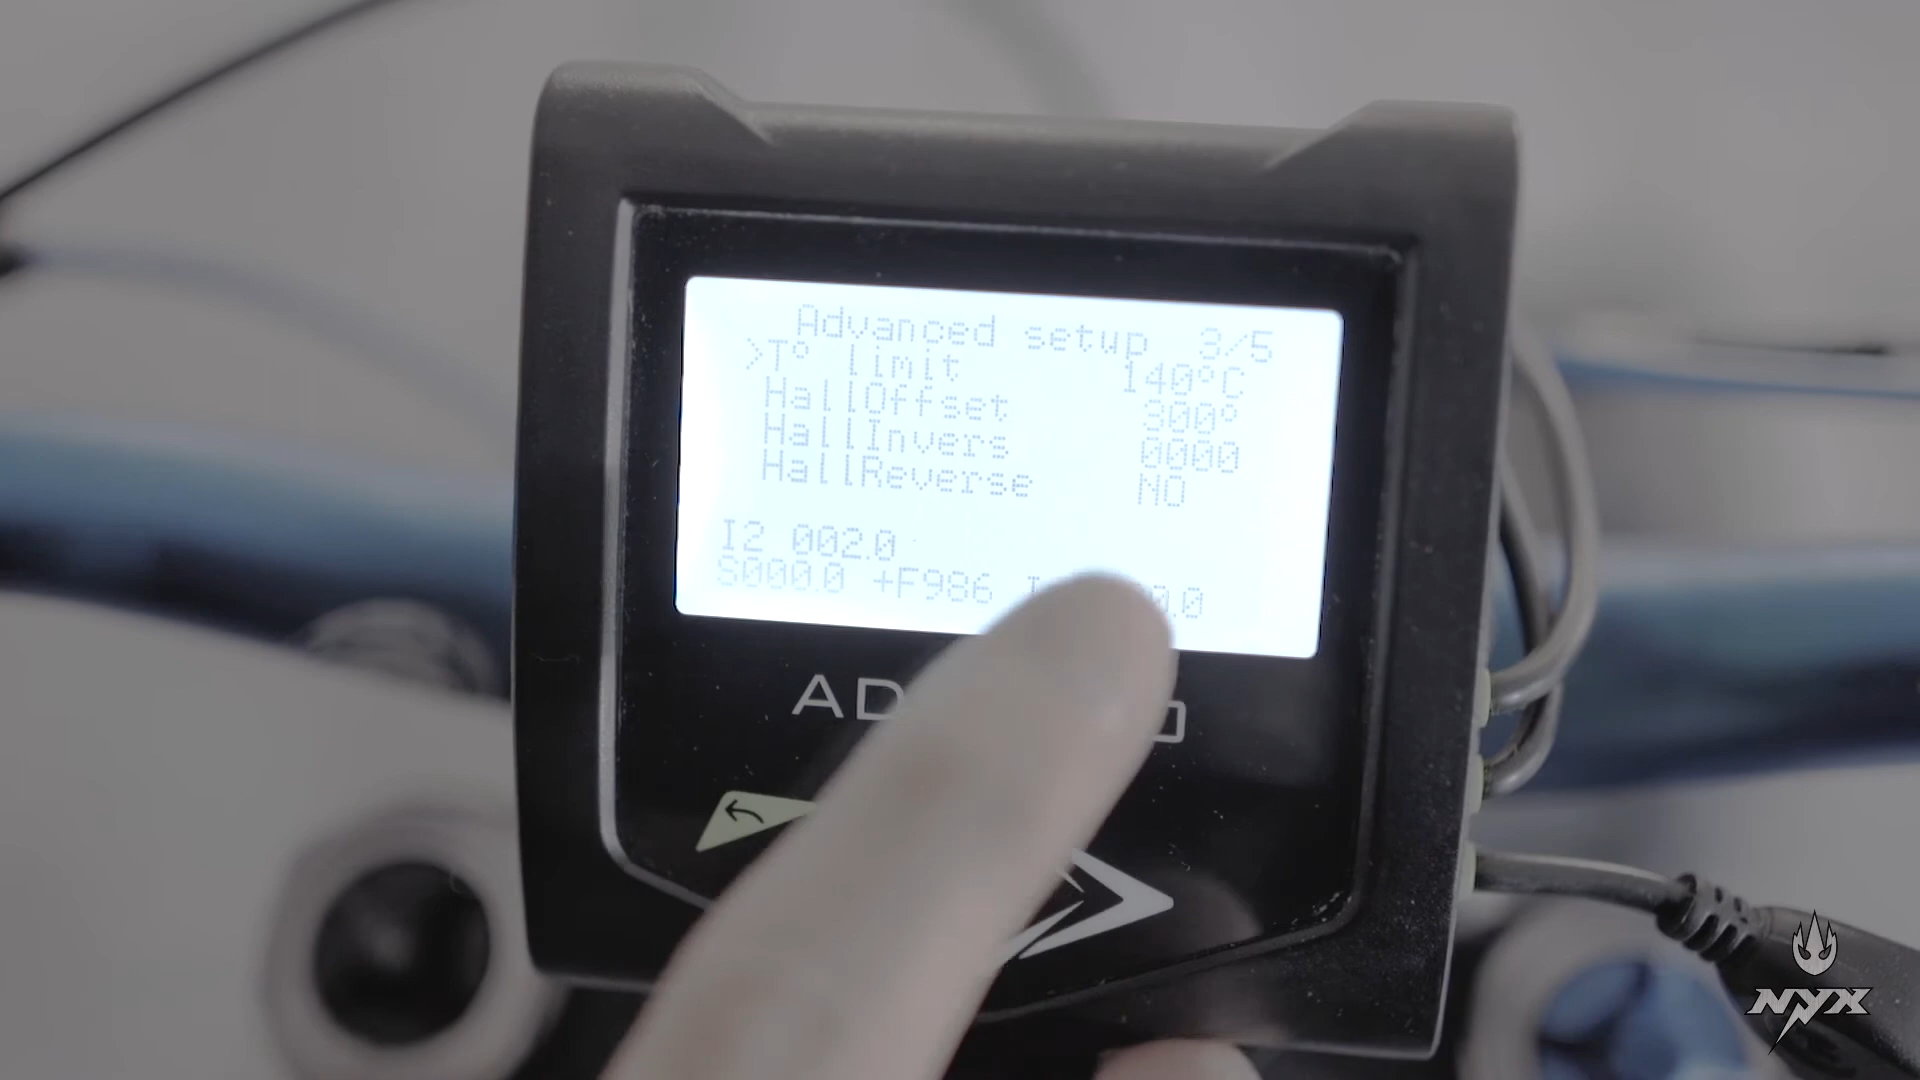 Advanced setup 3/5
>T° limit 140°C
HallOffset 300°
HallInvers 0000
HallReverse NO
I2 002.0
S000.0 +F986
NYX